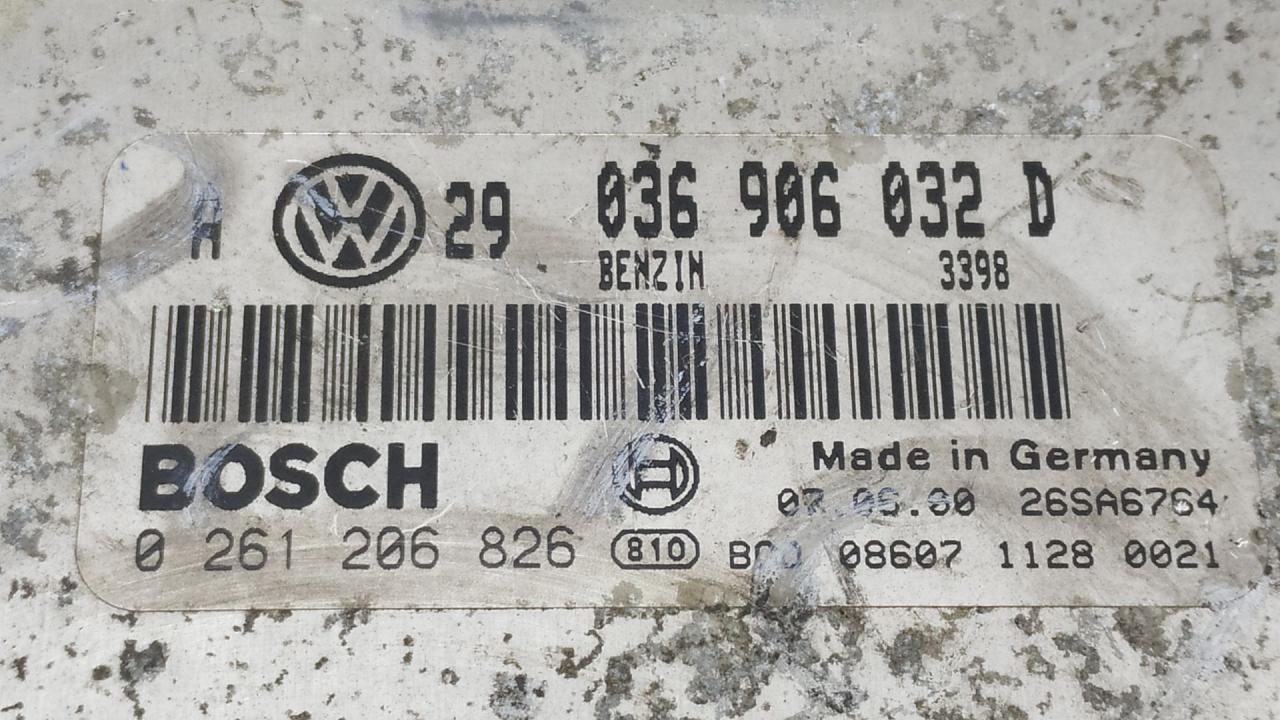 A VW 29 036 906 032 D
BENZIN 3398
BOSCH
Made in Germany
26SA6764
0 261 206 826 810 08607 1128 0021